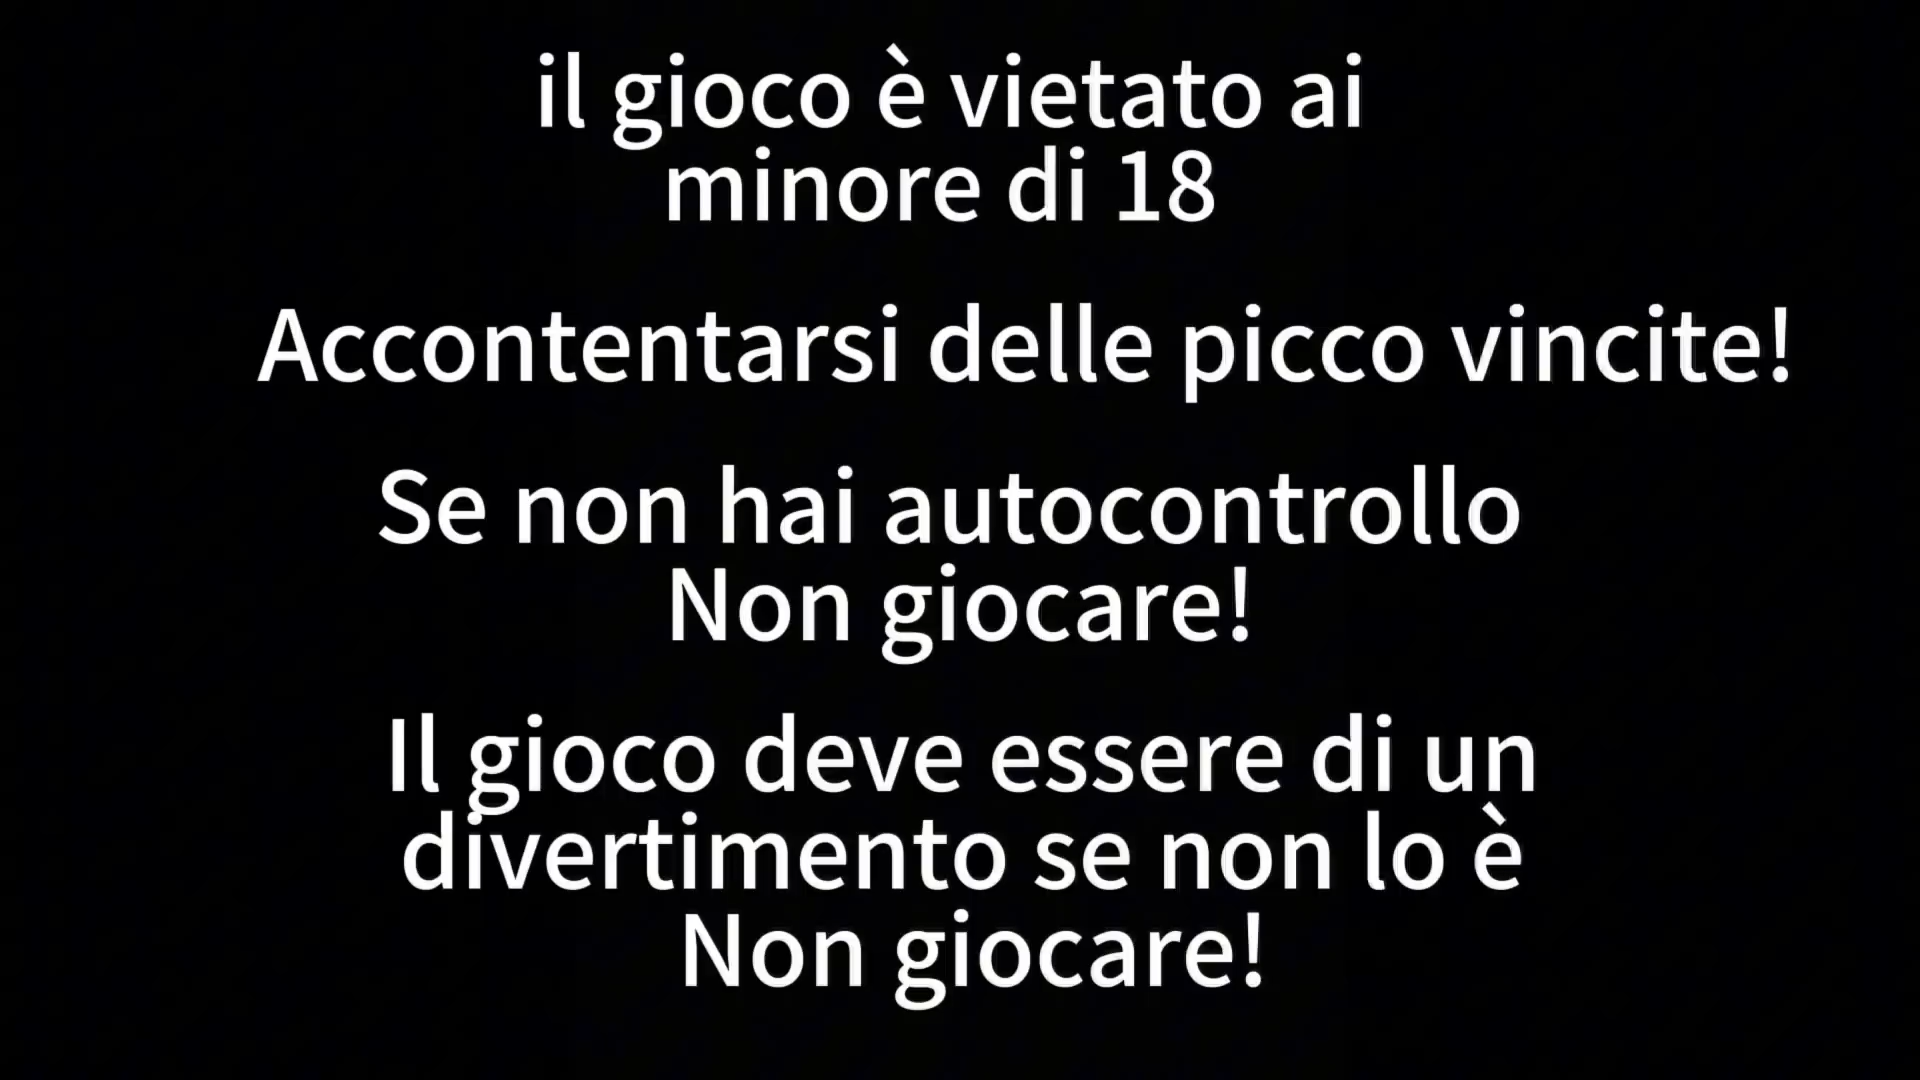 il gioco è vietato ai
minore di 18
Accontentarsi delle picco vincite!
Se non hai autocontrollo
Non giocare!
Il gioco deve essere di un
divertimento se non lo è
Non giocare!